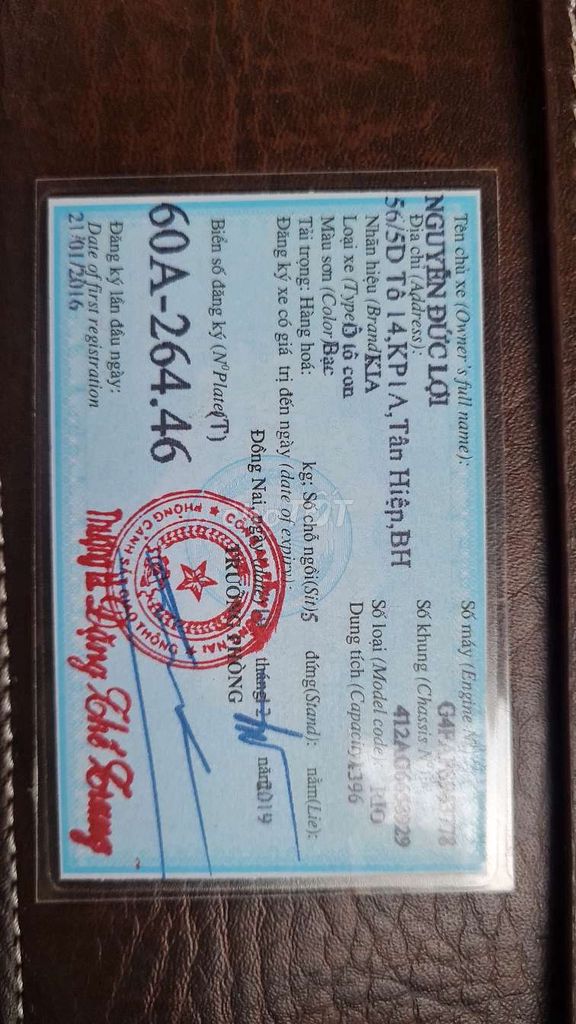 Tên chủ xe (Owner's full name):
NGUYỄN ĐỨC LỢI
Địa chỉ (Address):
56/5D Tổ 14,KP1A,Tân Hiệp,BH
Nhãn hiệu (Brand KIA
Loại xe (Type Ô tô con
Màu sơn (Color Bạc
Tải trọng: Hàng hoá: kg; Số chỗ ngồi(Sit) 5 đứng(Stand): nằm(Lie):
Đăng ký xe có giá trị đến ngày (date of expiry):
Số máy (Engine
Số khung (Chassis N
Số loại (Model code) RIO
Dung tích (Capacity 1396
Đồng Nai, ngày tháng năm 2019
TRƯỞNG PHÒNG
Biển số đăng ký (N°Plate (T)
60A-264.46
Đăng ký lần đầu ngày:
Date of first registration
21/01/2016